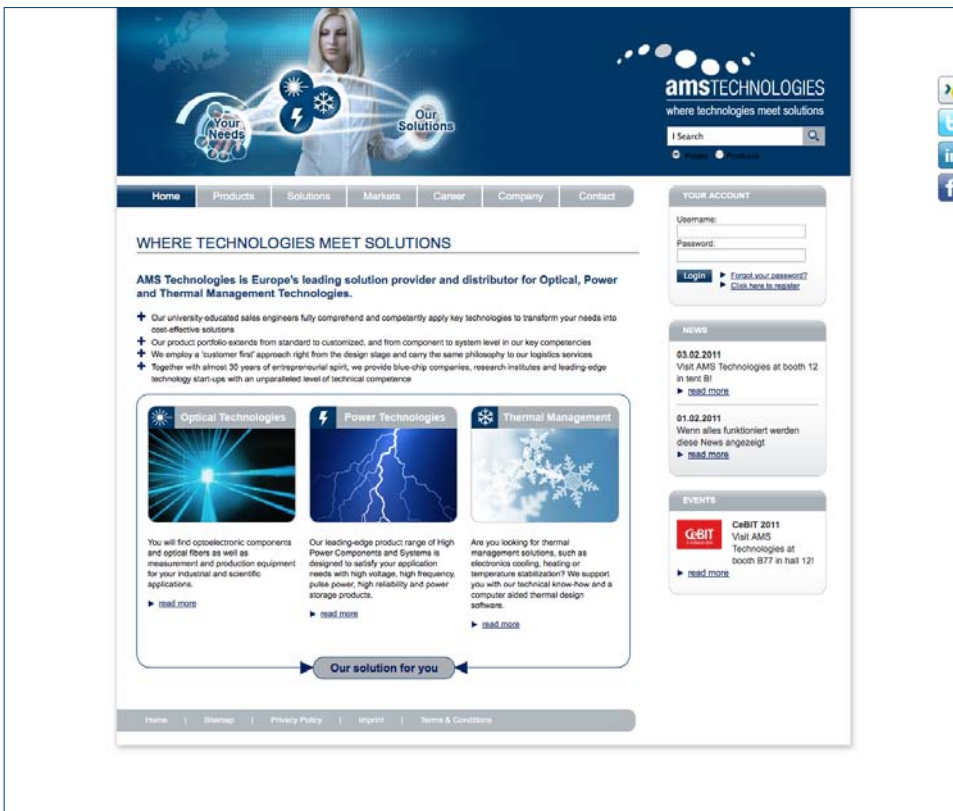 Your
Needs
Our
Solutions
amsTECHNOLOGIES
where technologies meet solutions
I Search
Pages Products
Home Products Solutions Markets Career Company Contact
WHERE TECHNOLOGIES MEET SOLUTIONS
AMS Technologies is Europe's leading solution provider and distributor for Optical, Power
and Thermal Management Technologies.
Our university-educated sales engineers fully comprehend and competently apply key technologies to transform your needs into
cost-effective solutions
Our product portfolio extends from standard to customized, and from component to system level in our key competencies
We employ a 'customer first' approach right from the design stage and carry the same philosophy to our logistics services
Together with almost 30 years of entrepreneurial spirit, we provide blue-chip companies, research institutes and leading-edge
technology start-ups with an unparalleled level of technical competence
Optical Technologies
You will find optoelectronic components
and optical fibers as well as
measurement and production equipment
for your industrial and scientific
applications.
read more
Power Technologies
Our leading-edge product range of High
Power Components and Systems is
designed to satisfy your application
needs with high voltage, high frequency,
pulse power, high reliability and power
storage products.
read more
Thermal Management
Are you looking for thermal
management solutions, such as
electronics cooling, heating or
temperature stabilization? We support
you with our technical know-how and a
computer aided thermal design
software.
read more
Our solution for you
YOUR ACCOUNT
Username:
Password:
Login
Forgot your password?
Click here to register
NEWS
03.02.2011
Visit AMS Technologies at booth 12
in tent B!
read more
01.02.2011
Wenn alles funktioniert werden
diese News angezeigt
read more
EVENTS
CeBIT
CeBIT 2011
Visit AMS
Technologies at
booth B77 in hall 12!
read more
Home | Sitemap | Privacy Policy | Imprint | Terms & Conditions